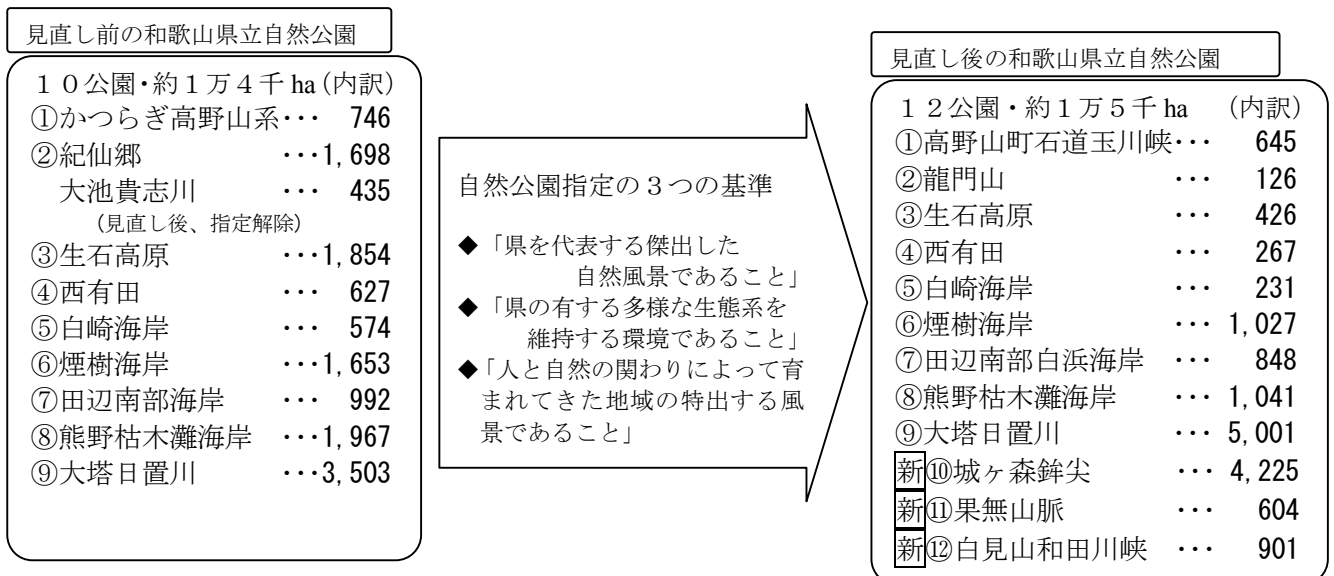 見直し前の和歌山県立自然公園
１０公園・約１万４千 ha (内訳)
①かつらぎ高野山系･･･ 746
②紀仙郷 ･･･1,698
大池貴志川 ･･･ 435
(見直し後、指定解除)
③生石高原 ･･･1,854
④西有田 ･･･ 627
⑤白崎海岸 ･･･ 574
⑥煙樹海岸 ･･･1,653
⑦田辺南部海岸 ･･･ 992
⑧熊野枯木灘海岸 ･･･1,967
⑨大塔日置川 ･･･3,503
自然公園指定の３つの基準
◆「県を代表する傑出した
自然風景であること」
◆「県の有する多様な生態系を
維持する環境であること」
◆「人と自然の関わりによって育
まれてきた地域の特出する風
景であること」
見直し後の和歌山県立自然公園
１２公園・約１万５千 ha (内訳)
①高野山町石道玉川峡･･･ 645
②龍門山 ･･･ 126
③生石高原 ･･･ 426
④西有田 ･･･ 267
⑤白崎海岸 ･･･ 231
⑥煙樹海岸 ･･･ 1,027
⑦田辺南部白浜海岸 ･･･ 848
⑧熊野枯木灘海岸 ･･･ 1,041
⑨大塔日置川 ･･･ 5,001
新⑩城ヶ森鉾尖 ･･･ 4,225
新⑪果無山脈 ･･･ 604
新⑫白見山和田川峡 ･･･ 901